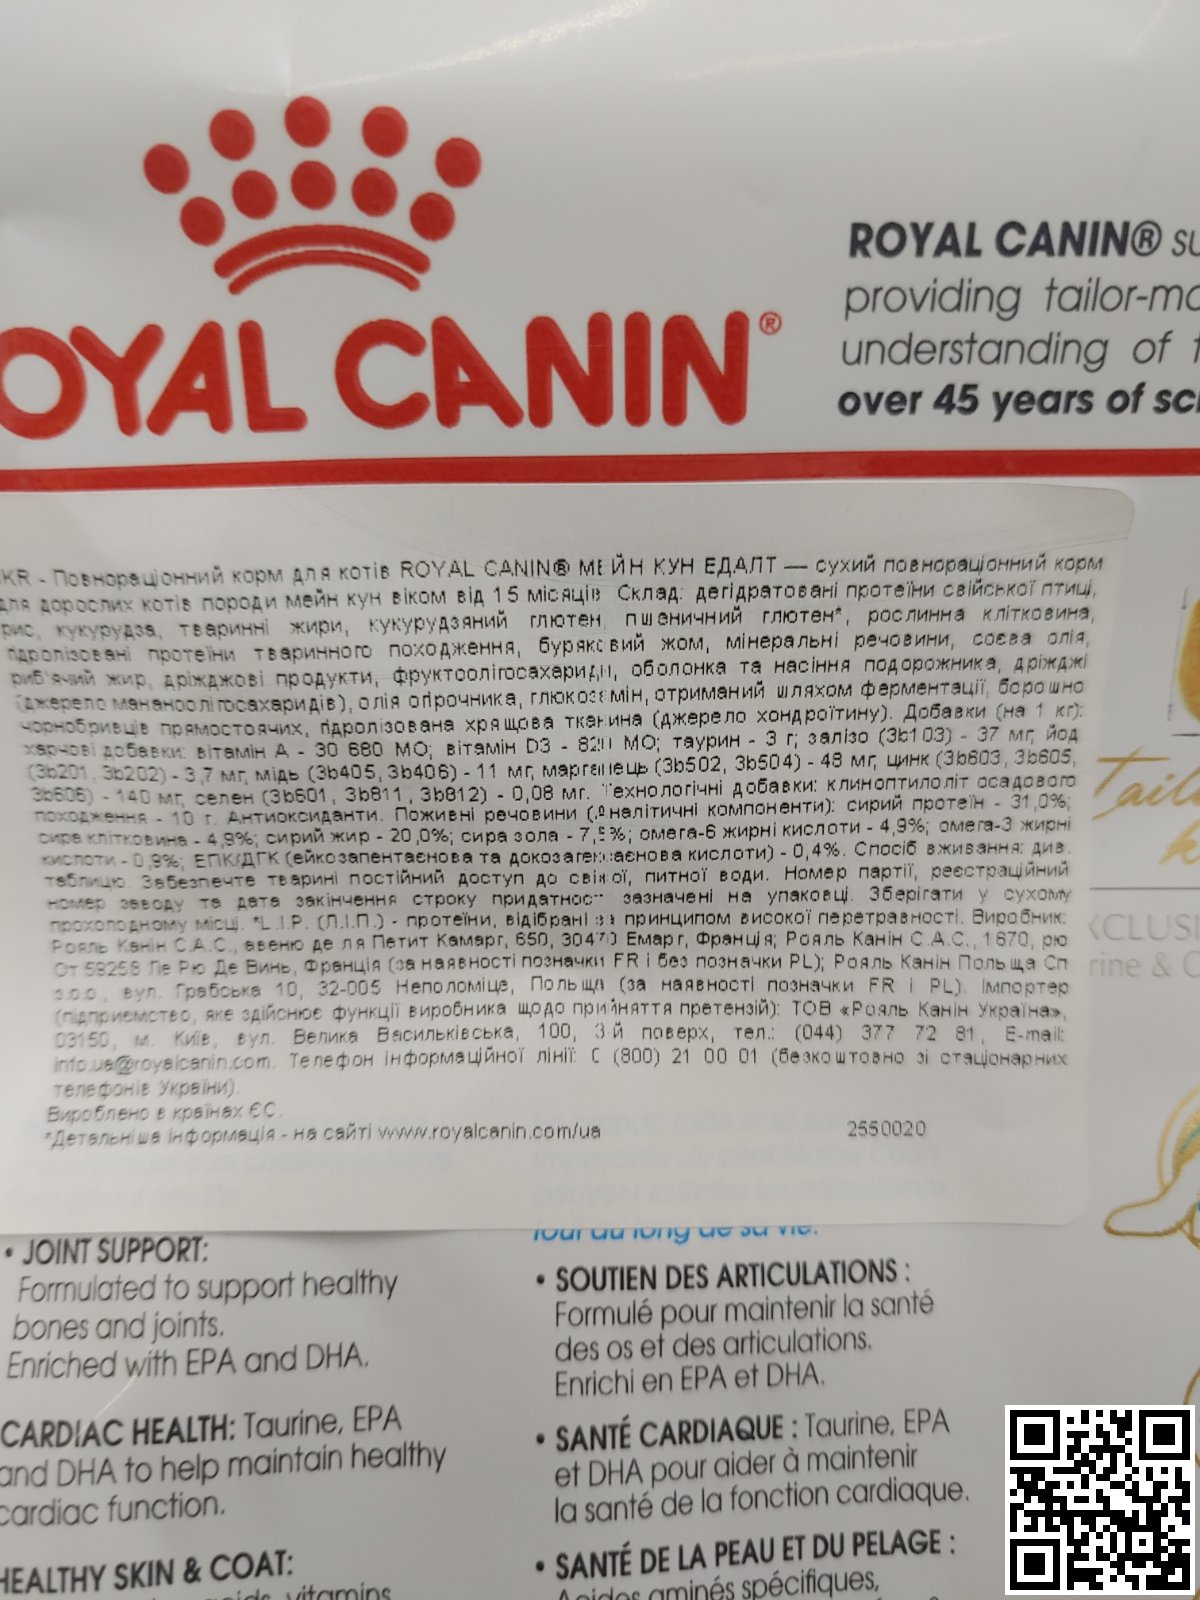 ROYAL CANIN®
ROYAL CANIN® su
providing tailor-ma
understanding of t
over 45 years of sci
KR - Повнораціонний корм для котів ROYAL CANIN® МЕЙН КУН ЕДАЛТ — сухий повнораціонний корм
для дорослих котів породи мейн кун віком від 15 місяців. Склад: дегідратовані протеїни свійської птиці,
рис, кукурудза, тваринні жири, кукурудзяний глютен, пшеничний глютен*, рослинна клітковина,
гідролізовані протеїни тваринного походження, буряковий жом, мінеральні речовини, соєва олія,
риб'ячий жир, дріжджові продукти, фруктоолігосахариди, оболонка та насіння подорожника, дріжджі
(джерело мананоолігосахаридів), олія огірочника, глюкозамін, отриманий шляхом ферментації, борошно
чорнобривців прямостоячих, гідролізована хрящова тканина (джерело хондроїтину). Добавки (на 1 кг):
харчові добавки: вітамін А - 30 680 МО; вітамін D3 - МО; таурин - 3 г; залізо (3b103) - 37 мг, йод
(3b201, 3b202) - 3,7 мг, мідь (3b405, 3b406) - 11 мг, марганець (3b502, 3b504) - 48 мг, цинк (3b603, 3b605,
3b606) - 140 мг, селен (3b801, 3b811, 3b812) - 0,08 мг. Технологічні добавки: клиноптилоліт осадового
походження - 10 г. Антиоксиданти. Поживні речовини (Аналітичні компоненти): сирий протеїн - 31,0%;
сира клітковина - 4,9%; сирий жир - 20,0%; сира зола - 7,5%; омега-6 жирні кислоти - 4,9%; омега-3 жирні
кислоти - 0,9%; ЕПК/ДГК (ейкозапентаєнова та докозагексаєнова кислоти) - 0,4%. Спосіб вживання: див.
таблицю. Забезпечте тварині постійний доступ до свіжої, питної води. Номер партії, реєстраційний
номер заводу та дата закінчення строку придатності зазначені на упаковці. Зберігати у сухому
прохолодному місці. *L.I.P. (Л.І.П.) - протеїни, відібрані за принципом високої перетравності. Виробник:
Рояль Канін С.А.С., авеню де ля Петит Камарг, 650, 30470 Емарг, Франція; Рояль Канін С.А.С., 1870, рю
От 59258 Ле Рю Де Винь, Франція (за наявності позначки FR і без позначки PL); Рояль Канін Польща Сп
з.о.о., вул. Грабська 10, 32-005 Неполоміце, Польща (за наявності позначки FR і PL). Імпортер
(підприємство, яке здійснює функції виробника щодо прийняття претензій): ТОВ «Рояль Канін Україна»,
03150, м. Київ, вул. Велика Васильківська, 100, 3-й поверх, тел.: (044) 377 72 81, E-mail:
info.ua@royalcanin.com. Телефон інформаційної лінії: 0 (800) 21 00 01 (безкоштовно зі стаціонарних
телефонів України).
Вироблено в країнах ЄС.
*Детальніша інформація - на сайті www.royalcanin.com/ua 2550020
Tail
k
XCLUSI
rine & C
tout au long de sa vie.
• JOINT SUPPORT:
Formulated to support healthy
bones and joints.
Enriched with EPA and DHA.
CARDIAC HEALTH: Taurine, EPA
and DHA to help maintain healthy
cardiac function.
HEALTHY SKIN & COAT:
acids, vitamins
• SOUTIEN DES ARTICULATIONS :
Formulé pour maintenir la santé
des os et des articulations.
Enrichi en EPA et DHA.
• SANTÉ CARDIAQUE : Taurine, EPA
et DHA pour aider à maintenir
la santé de la fonction cardiaque.
• SANTÉ DE LA PEAU ET DU PELAGE :
Acides aminés spécifiques,